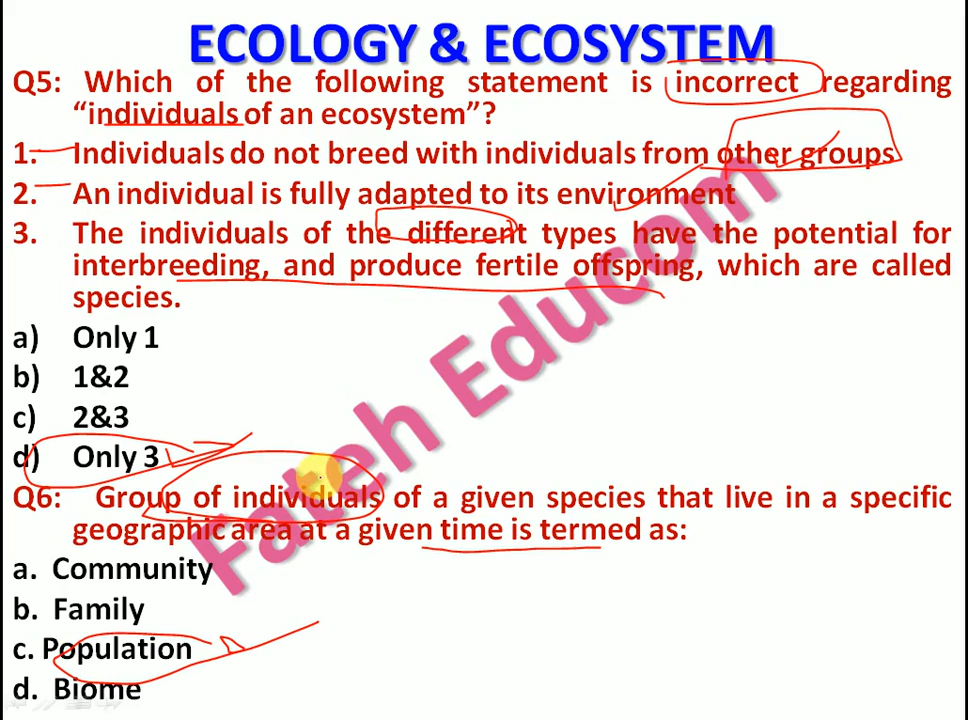 ECOLOGY & ECOSYSTEM
Q5: Which of the following statement is incorrect regarding
"individuals of an ecosystem"?
1. Individuals do not breed with individuals from other groups
2. An individual is fully adapted to its environment
3. The individuals of the different types have the potential for
interbreeding, and produce fertile offspring, which are called
species.
a) Only 1
b) 1&2
c) 2&3
d) Only 3
Q6: Group of individuals of a given species that live in a specific
geographic area at a given time is termed as:
a. Community
b. Family
c. Population
d. Biome
Fateh Educom